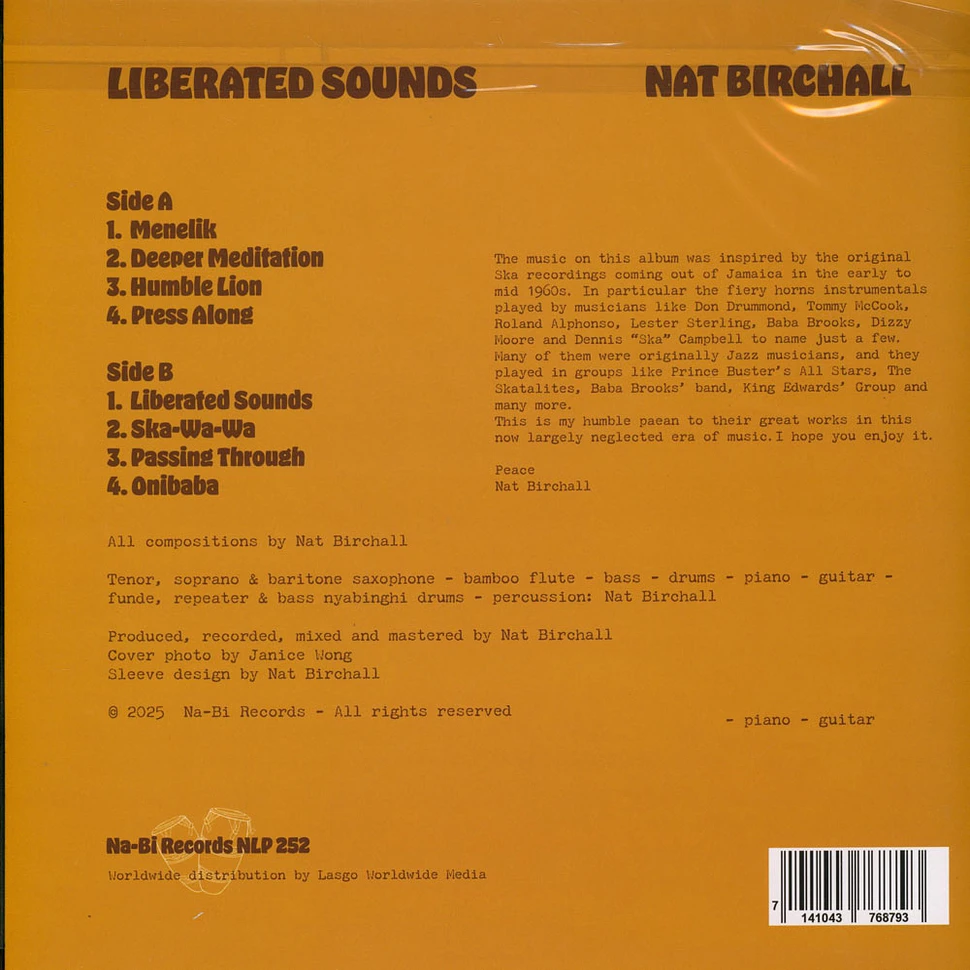 LIBERATED SOUNDS
NAT BIRCHALL
Side A
1. Menelik
2. Deeper Meditation
3. Humble Lion
4. Press Along
Side B
1. Liberated Sounds
2. Ska-Wa-Wa
3. Passing Through
4. Onibaba
The music on this album was inspired by the original
Ska recordings coming out of Jamaica in the early to
mid 1960s. In particular the fiery horns instrumentals
played by musicians like Don Drummond, Tommy McCook,
Roland Alphonso, Lester Sterling, Baba Brooks, Dizzy
Moore and Dennis “Ska” Campbell to name just a few.
Many of them were originally Jazz musicians, and they
played in groups like Prince Buster's All Stars, The
Skatalites, Baba Brooks' band, King Edwards' Group and
many more.
This is my humble paean to their great works in this
now largely neglected era of music. I hope you enjoy it.
Peace
Nat Birchall
All compositions by Nat Birchall
Tenor, soprano & baritone saxophone - bamboo flute - bass - drums - piano - guitar -
funde, repeater & bass nyabinghi drums - percussion: Nat Birchall
Produced, recorded, mixed and mastered by Nat Birchall
Cover photo by Janice Wong
Sleeve design by Nat Birchall
© 2025 Na-Bi Records - All rights reserved
- piano - guitar
Na-Bi Records NLP 252
Worldwide distribution by Lasgo Worldwide Media
7 141043 768793